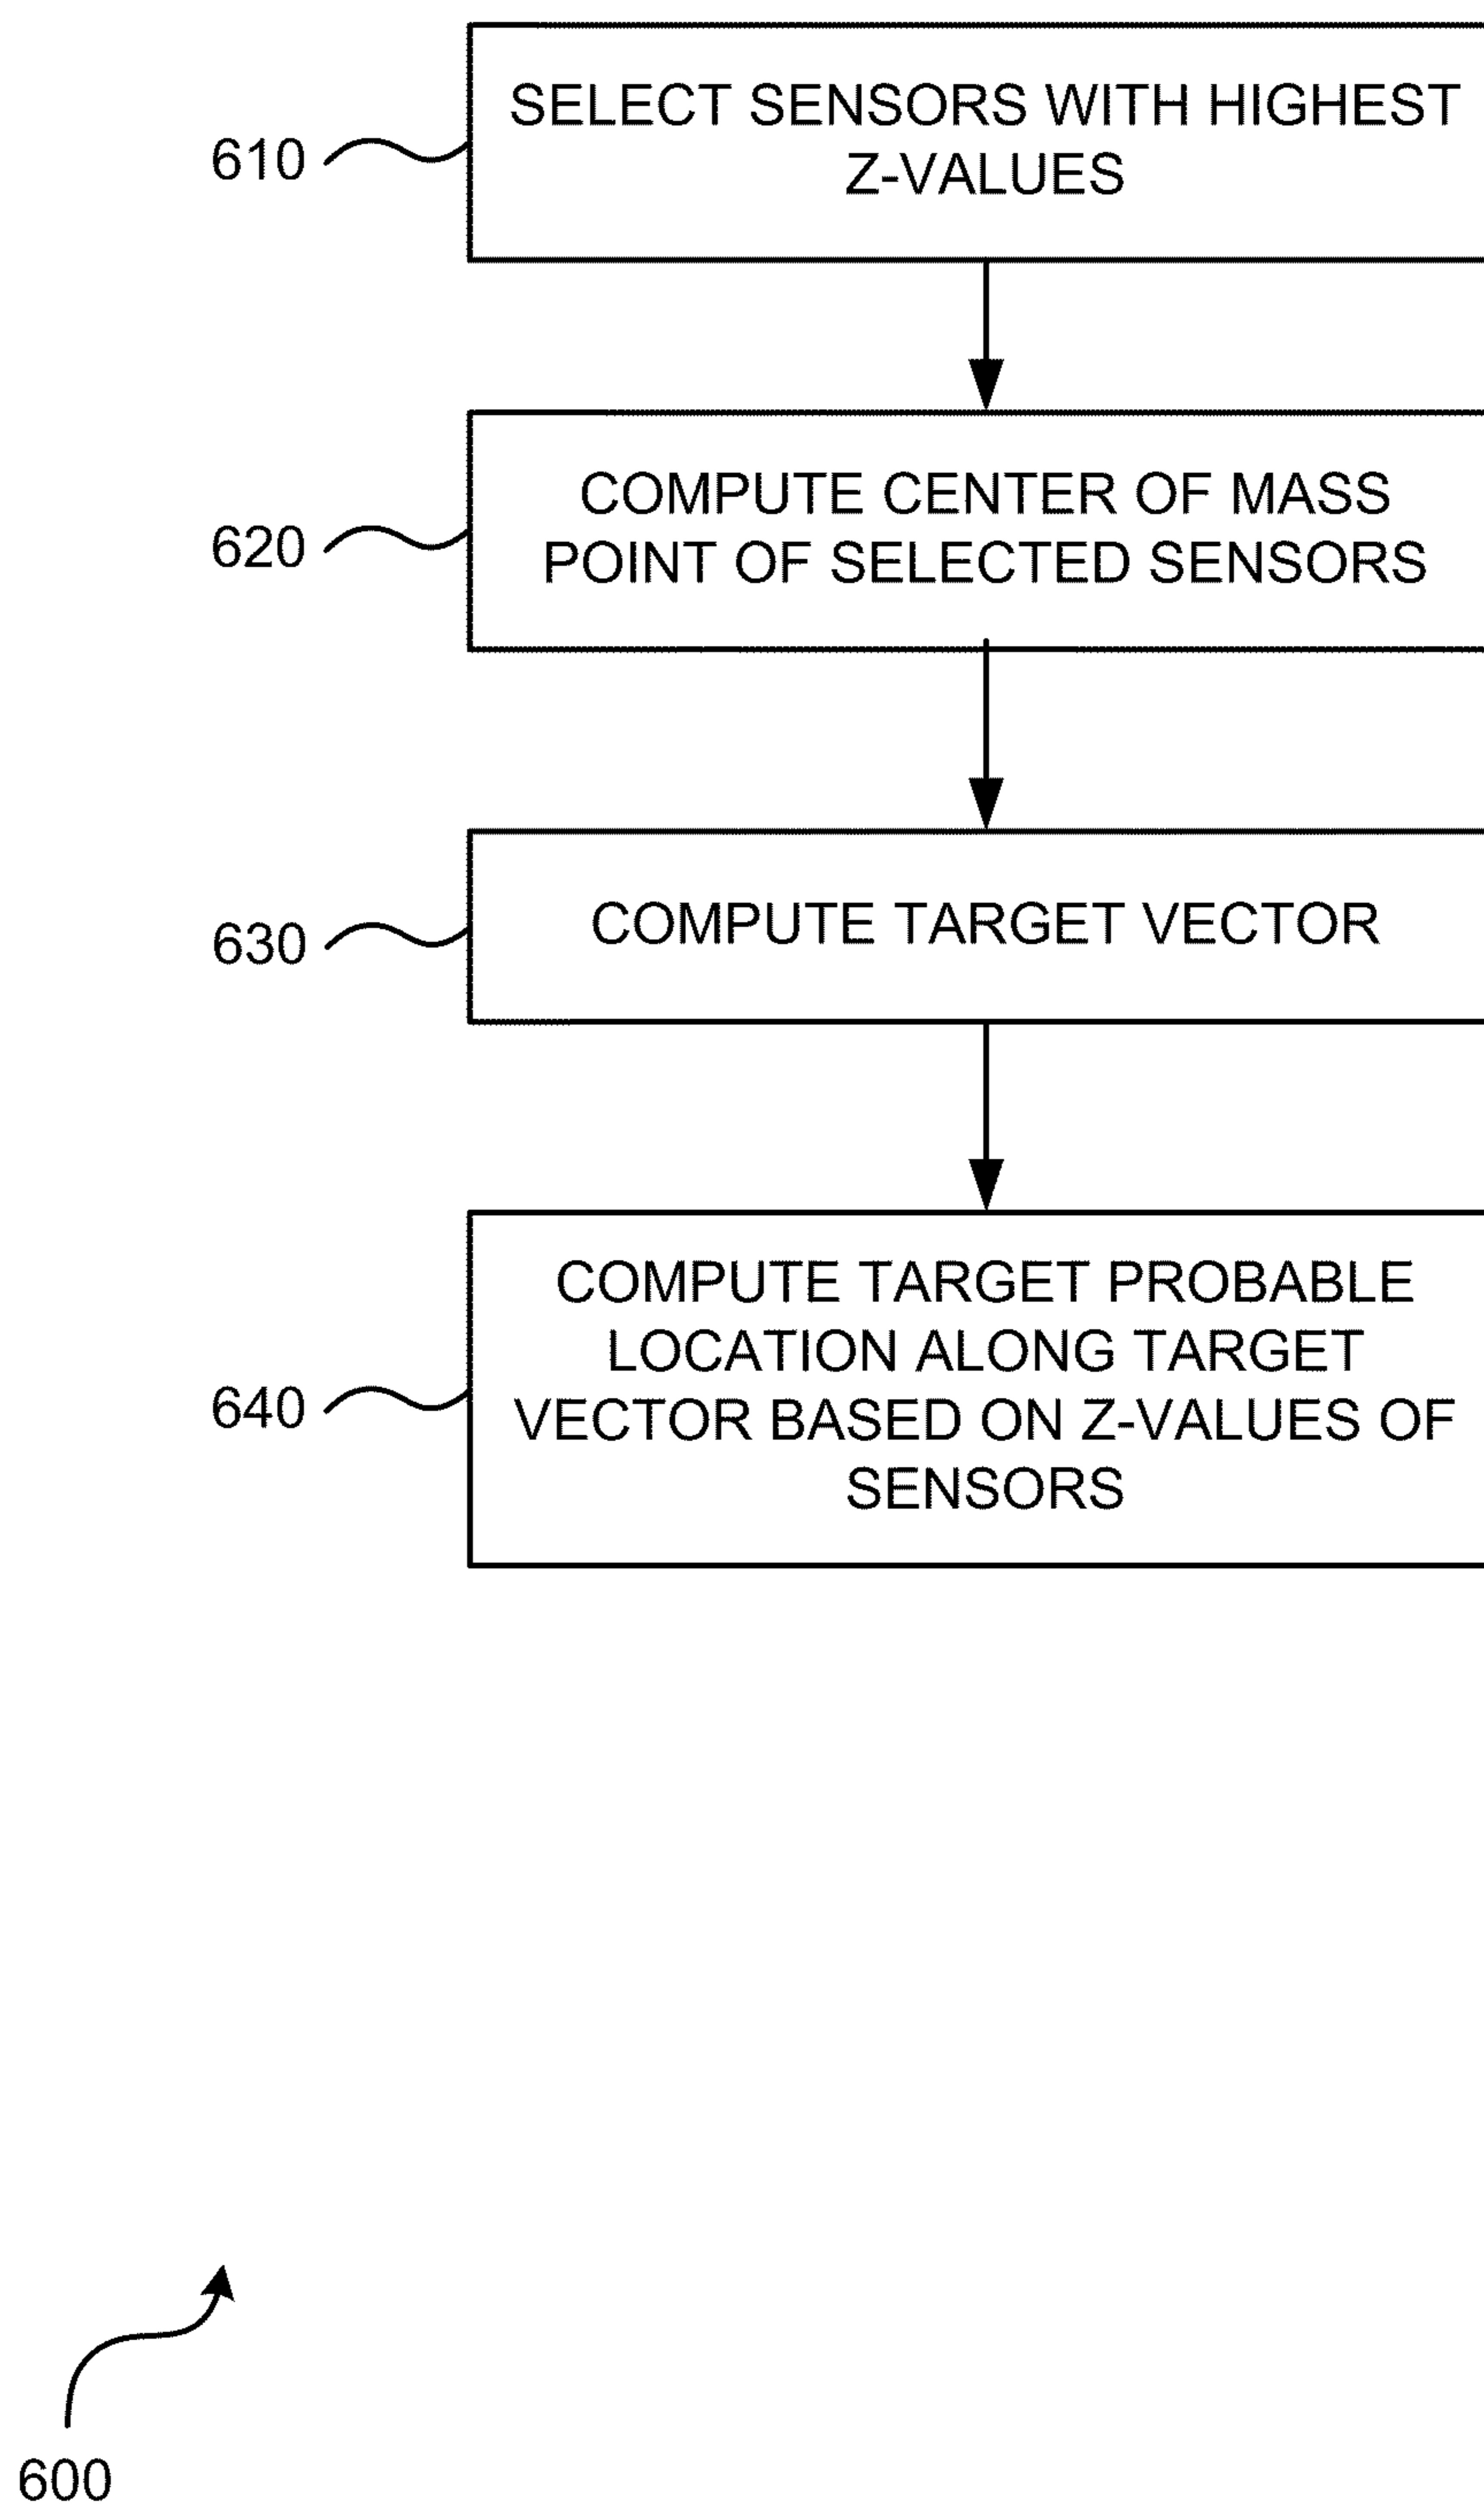 SELECT SENSORS WITH HIGHEST
Z-VALUES
610
COMPUTE CENTER OF MASS
POINT OF SELECTED SENSORS
620
COMPUTE TARGET VECTOR
630
COMPUTE TARGET PROBABLE
LOCATION ALONG TARGET
VECTOR BASED ON Z-VALUES OF
SENSORS
640
600